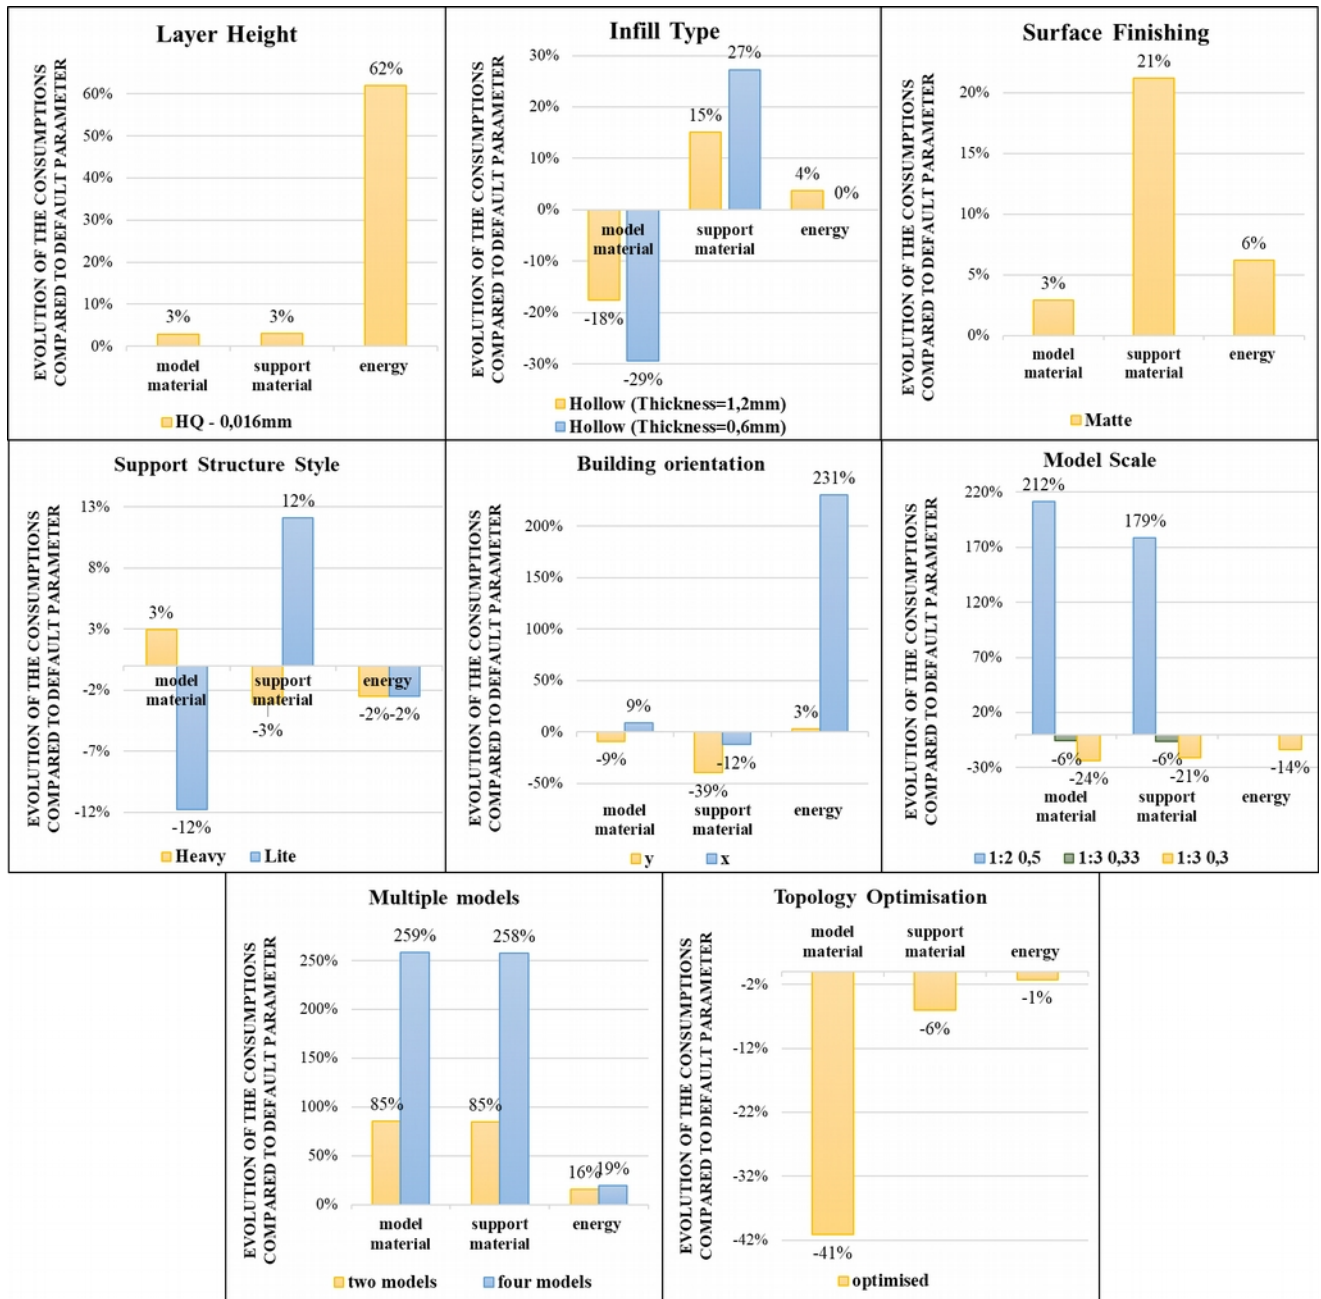 Layer Height
EVOLUTION OF THE CONSUMPTIONS
COMPARED TO DEFAULT PARAMETER
60%
50%
40%
30%
20%
10%
0%
3%
3%
62%
model
material
support
material
energy
HQ - 0,016mm
Infill Type
EVOLUTION OF THE CONSUMPTIONS
COMPARED TO DEFAULT PARAMETER
30%
20%
10%
0%
-10%
-20%
-30%
-18%
-29%
15%
27%
4%
0%
model
material
support
material
energy
Hollow (Thickness=1,2mm)
Hollow (Thickness=0,6mm)
Surface Finishing
EVOLUTION OF THE CONSUMPTIONS
COMPARED TO DEFAULT PARAMETER
20%
15%
10%
5%
0%
3%
21%
6%
model
material
support
material
energy
Matte
Support Structure Style
EVOLUTION OF THE CONSUMPTIONS
COMPARED TO DEFAULT PARAMETER
13%
8%
3%
-2%
-7%
-12%
3%
-12%
-3%
12%
-2%
-2%
model
material
support
material
energy
Heavy
Lite
Building orientation
EVOLUTION OF THE CONSUMPTIONS
COMPARED TO DEFAULT PARAMETER
200%
150%
100%
50%
0%
-50%
-9%
9%
-39%
-12%
3%
231%
model
material
support
material
energy
y
x
Model Scale
EVOLUTION OF THE CONSUMPTIONS
COMPARED TO DEFAULT PARAMETER
220%
170%
120%
70%
20%
-30%
212%
-6%
-24%
179%
-6%
-21%
-14%
model
material
support
material
energy
1:2 0,5
1:3 0,33
1:3 0,3
Multiple models
EVOLUTION OF THE CONSUMPTIONS
COMPARED TO DEFAULT PARAMETER
250%
200%
150%
100%
50%
0%
85%
259%
85%
258%
16%
19%
model
material
support
material
energy
two models
four models
Topology Optimisation
EVOLUTION OF THE CONSUMPTIONS
COMPARED TO DEFAULT PARAMETER
model
material
support
material
energy
-2%
-12%
-22%
-32%
-42%
-41%
-6%
-1%
optimised